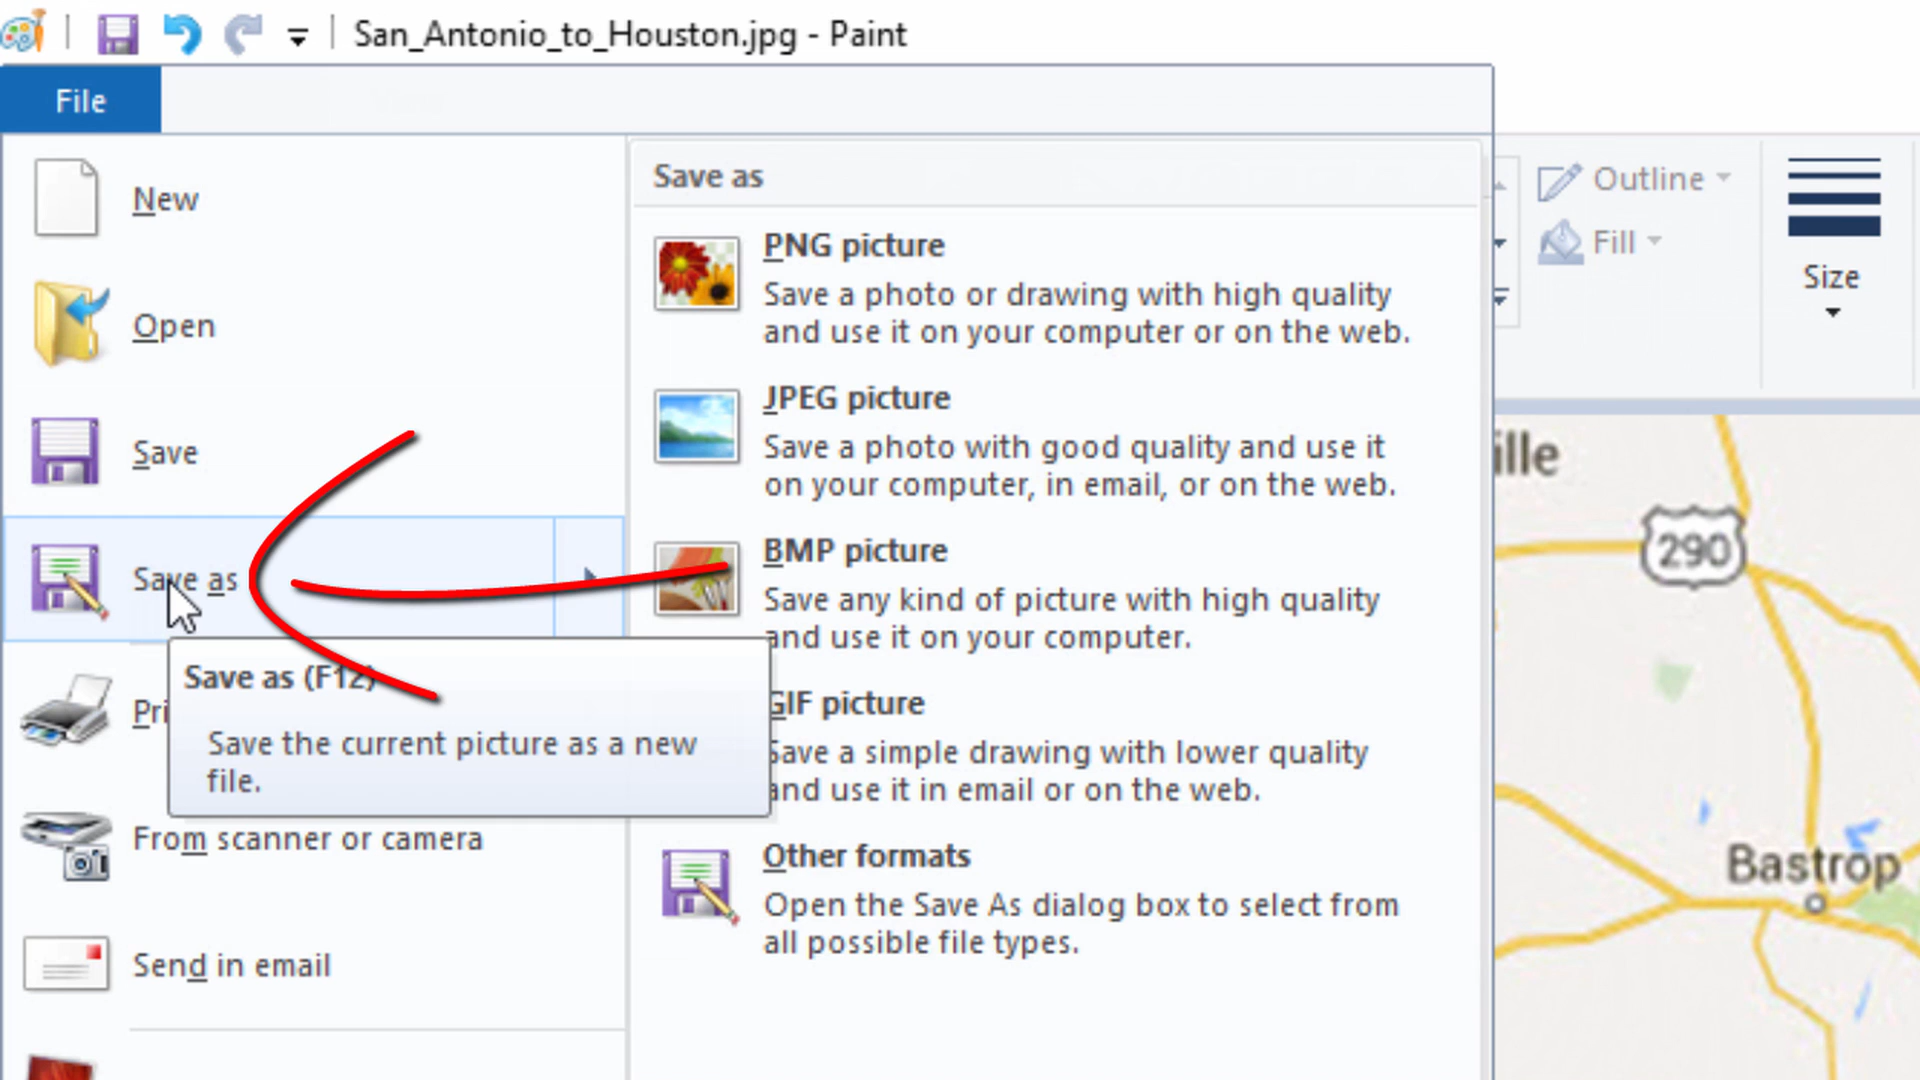 San_Antonio_to_Houston.jpg - Paint
File
New
Open
Save
Save as
Pri
From scanner or camera
Send in email
Save as (F12)
Save the current picture as a new
file.
Save as
PNG picture
Save a photo or drawing with high quality
and use it on your computer or on the web.
JPEG picture
Save a photo with good quality and use it
on your computer, in email, or on the web.
BMP picture
Save any kind of picture with high quality
and use it on your computer.
GIF picture
Save a simple drawing with lower quality
and use it in email or on the web.
Other formats
Open the Save As dialog box to select from
all possible file types.
Outline
Fill
Size
ille
290
Bastrop